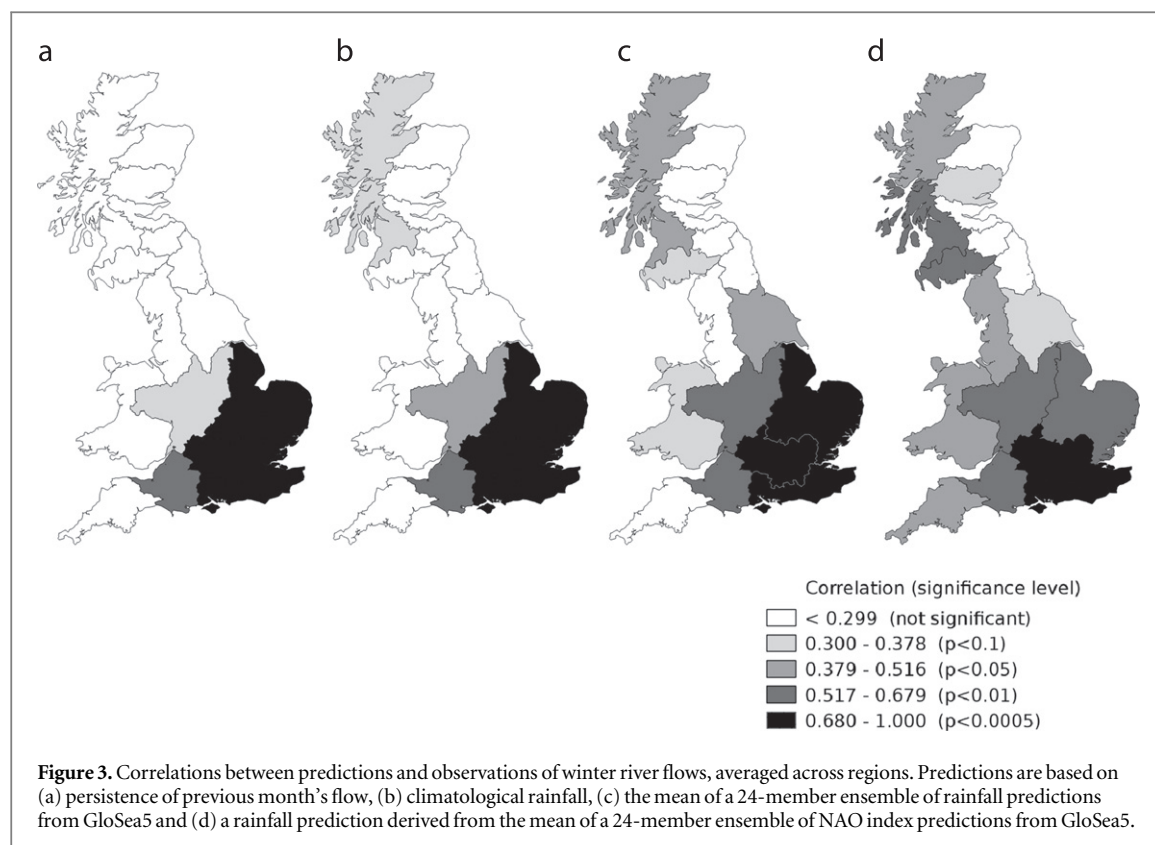 a
b
c
d
Correlation (significance level)
< 0.299 (not significant)
0.300 - 0.378 (p<0.1)
0.379 - 0.516 (p<0.05)
0.517 - 0.679 (p<0.01)
0.680 - 1.000 (p<0.0005)
Figure 3. Correlations between predictions and observations of winter river flows, averaged across regions. Predictions are based on
(a) persistence of previous month's flow, (b) climatological rainfall, (c) the mean of a 24-member ensemble of rainfall predictions
from GloSea5 and (d) a rainfall prediction derived from the mean of a 24-member ensemble of NAO index predictions from GloSea5.